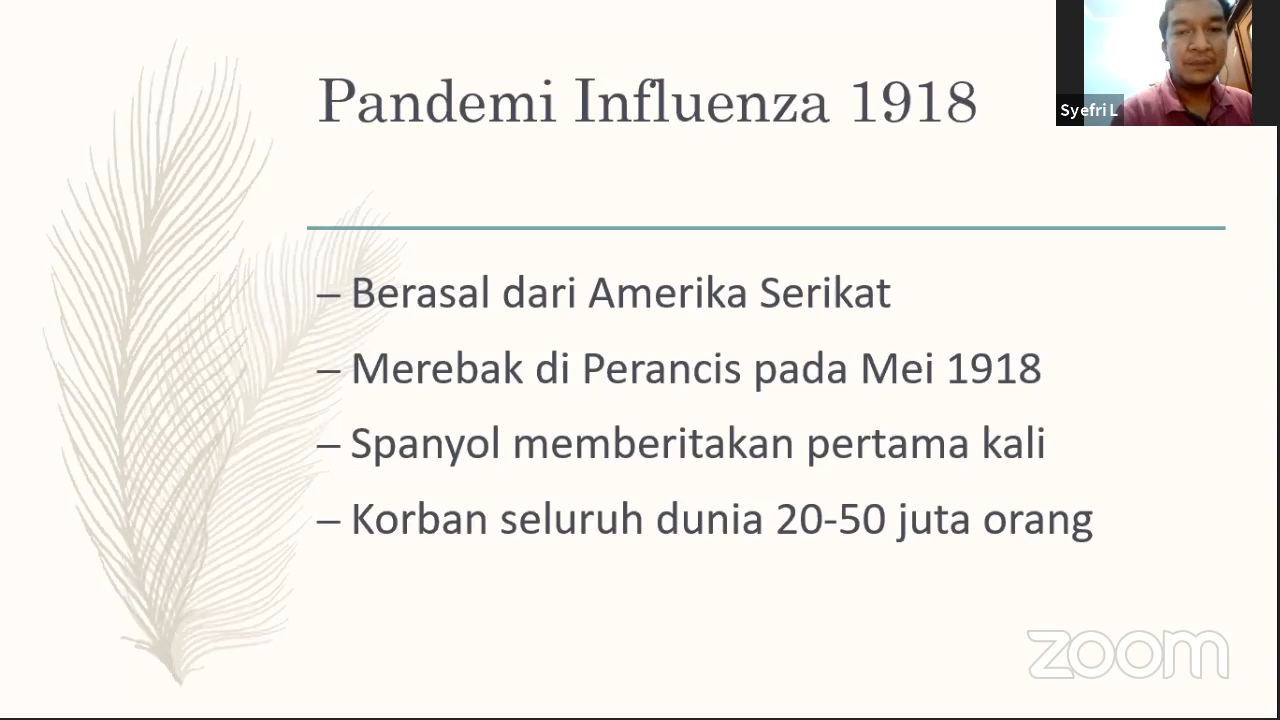 Pandemi Influenza 1918
Syefri L
– Berasal dari Amerika Serikat
– Merebak di Perancis pada Mei 1918
– Spanyol memberitakan pertama kali
– Korban seluruh dunia 20-50 juta orang
zoom